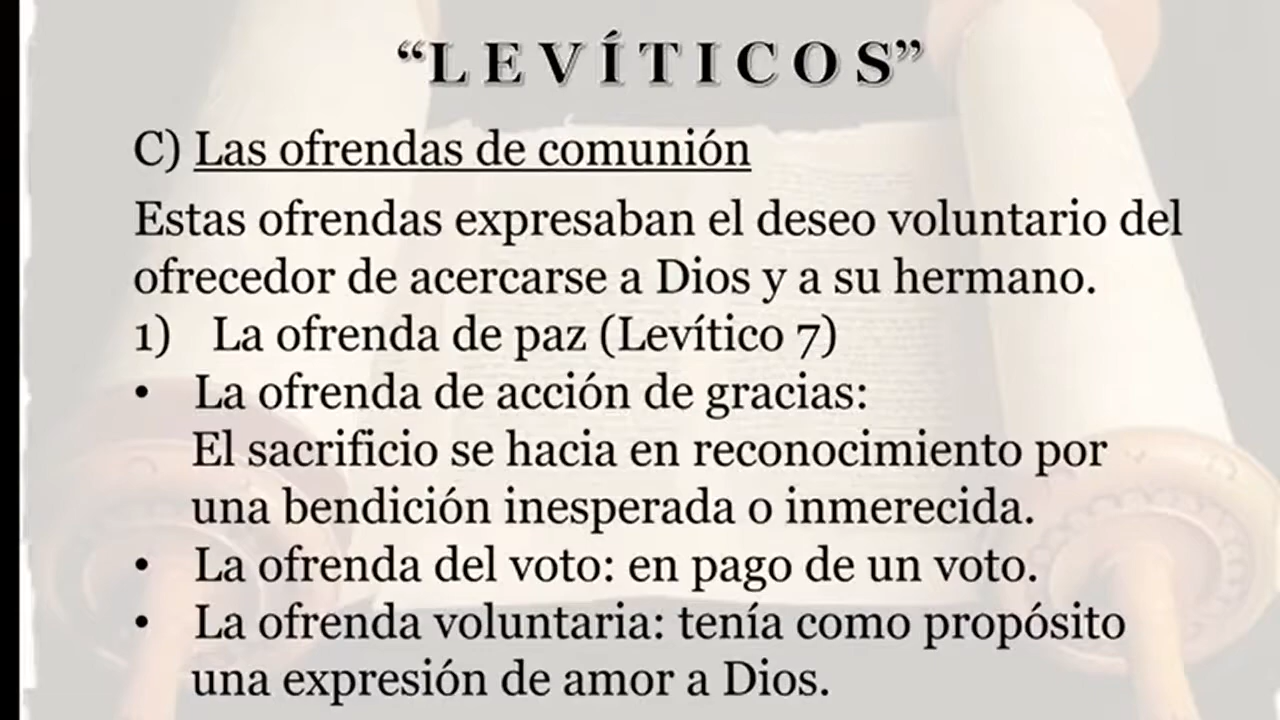 “LEVÍTICOS”
C) Las ofrendas de comunión
Estas ofrendas expresaban el deseo voluntario del
ofrecedor de acercarse a Dios y a su hermano.
1) La ofrenda de paz (Levítico 7)
• La ofrenda de acción de gracias:
El sacrificio se hacia en reconocimiento por
una bendición inesperada o inmerecida.
• La ofrenda del voto: en pago de un voto.
• La ofrenda voluntaria: tenía como propósito
una expresión de amor a Dios.